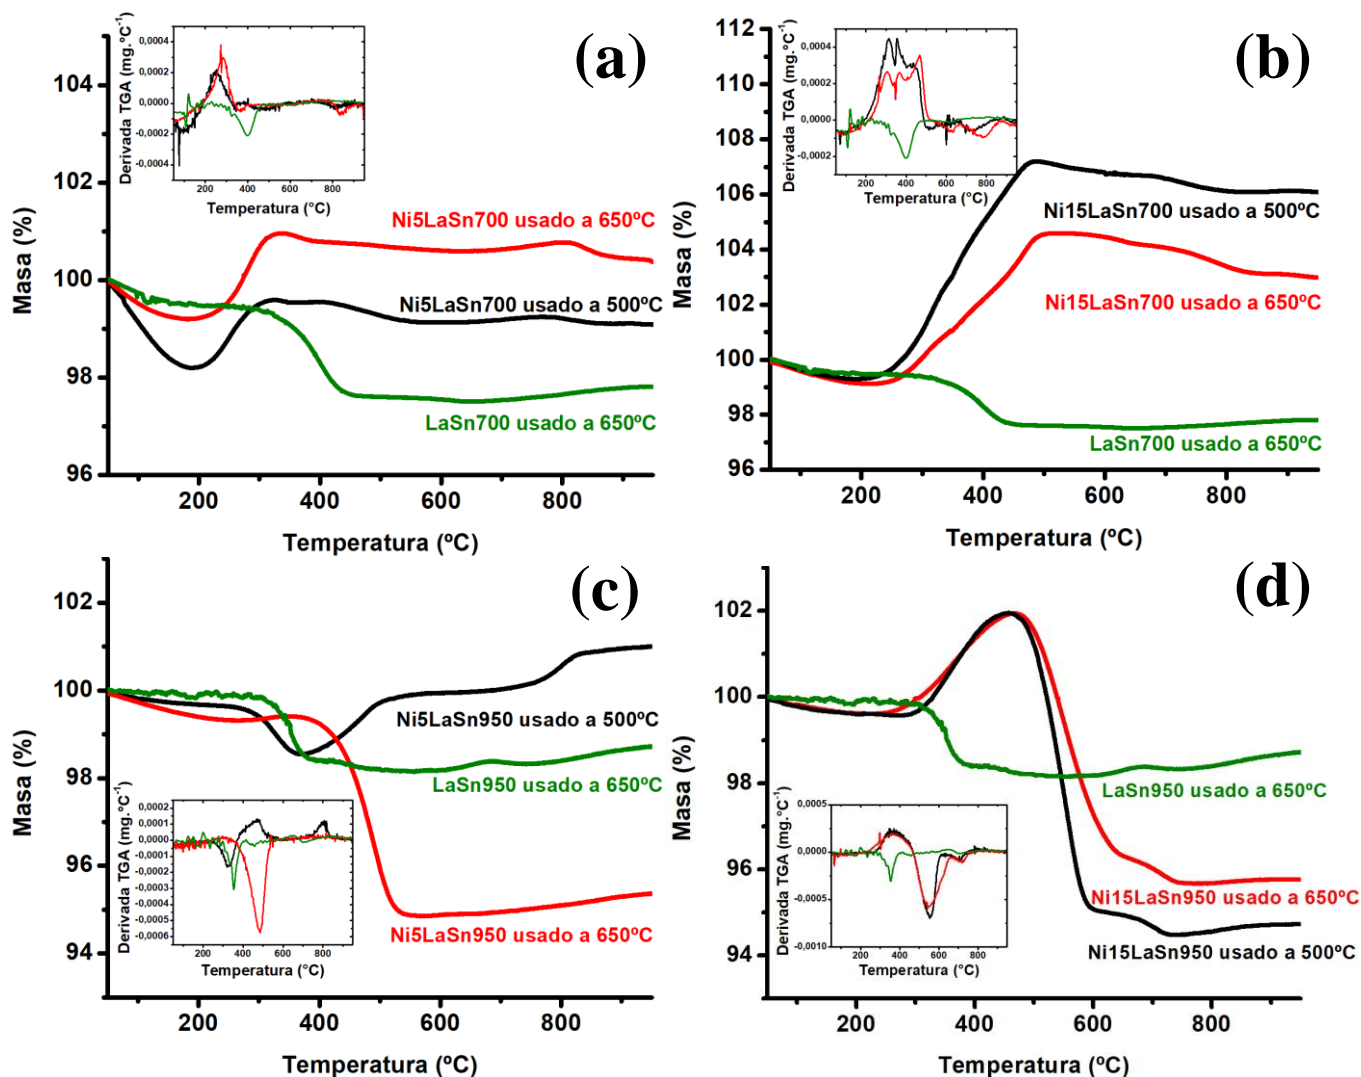 (a)
Derivada TGA (mg.ºC⁻¹)
0,0004
0,0002
0,0000
-0,0002
-0,0004
200 400 600 800
Temperatura (°C)
Masa (%)
104
102
100
98
96
Ni5LaSn700 usado a 650ºC
Ni5LaSn700 usado a 500ºC
LaSn700 usado a 650ºC
200 400 600 800
Temperatura (ºC)
(b)
Derivada TGA (mg.ºC⁻¹)
0,0004
0,0002
0,0000
-0,0002
200 400 600 800
Temperatura (°C)
Masa (%)
112
110
108
106
104
102
100
98
96
Ni15LaSn700 usado a 500ºC
Ni15LaSn700 usado a 650ºC
LaSn700 usado a 650ºC
200 400 600 800
Temperatura (ºC)
(c)
Masa (%)
102
100
98
96
94
Ni5LaSn950 usado a 500ºC
LaSn950 usado a 650ºC
Ni5LaSn950 usado a 650ºC
Derivada TGA (mg.ºC⁻¹)
0,0002
0,0001
0,0000
-0,0001
-0,0002
-0,0003
-0,0004
-0,0005
-0,0006
200 400 600 800
Temperatura (°C)
200 400 600 800
Temperatura (ºC)
(d)
Masa (%)
102
100
98
96
94
LaSn950 usado a 650ºC
Ni15LaSn950 usado a 650ºC
Ni15LaSn950 usado a 500ºC
Derivada TGA (mg.ºC⁻¹)
0,0005
0,0000
-0,0005
-0,0010
200 400 600 800
Temperatura (°C)
200 400 600 800
Temperatura (ºC)